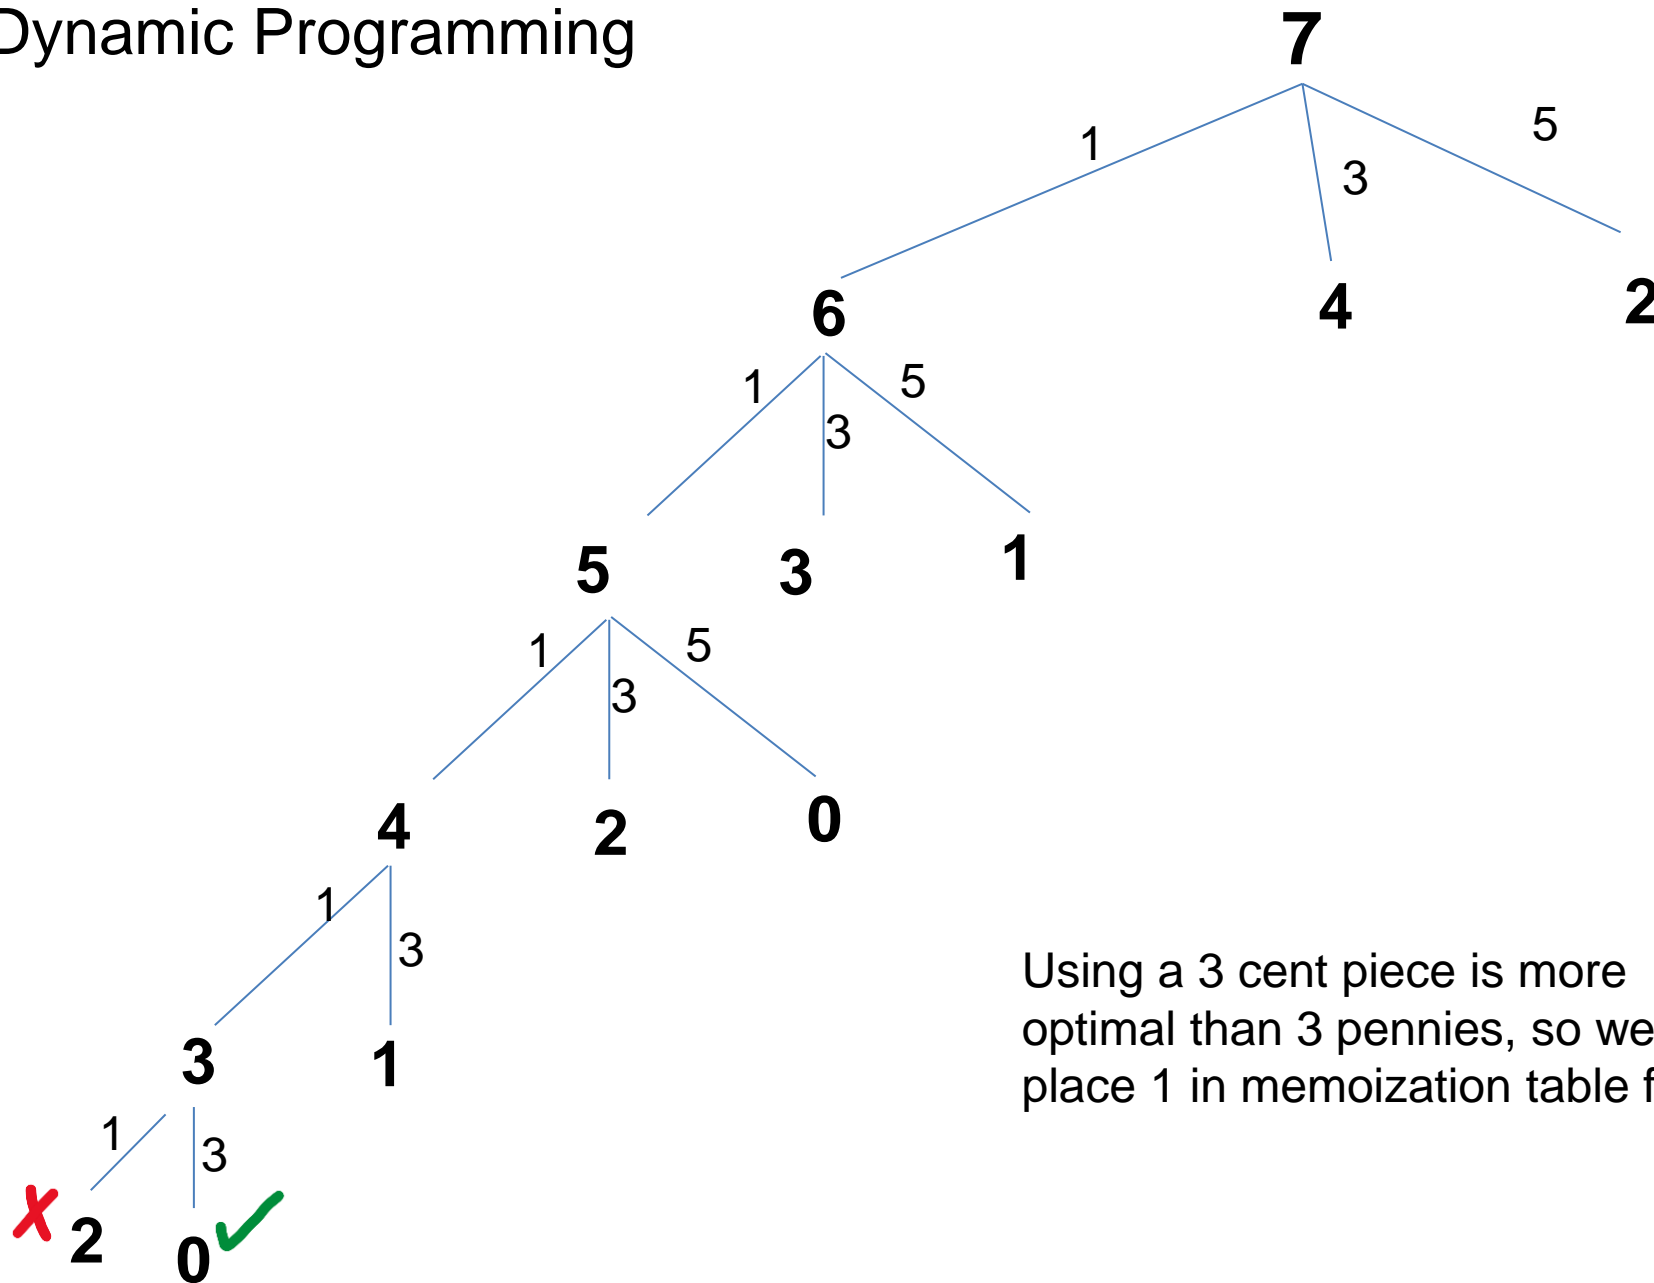 Dynamic Programming
7
1 3 5
6 4 2
1 3 5
5 3 1
1 3 5
4 2 0
1 3
3 1
1 3
2 0
Using a 3 cent piece is more
optimal than 3 pennies, so we
place 1 in memoization table